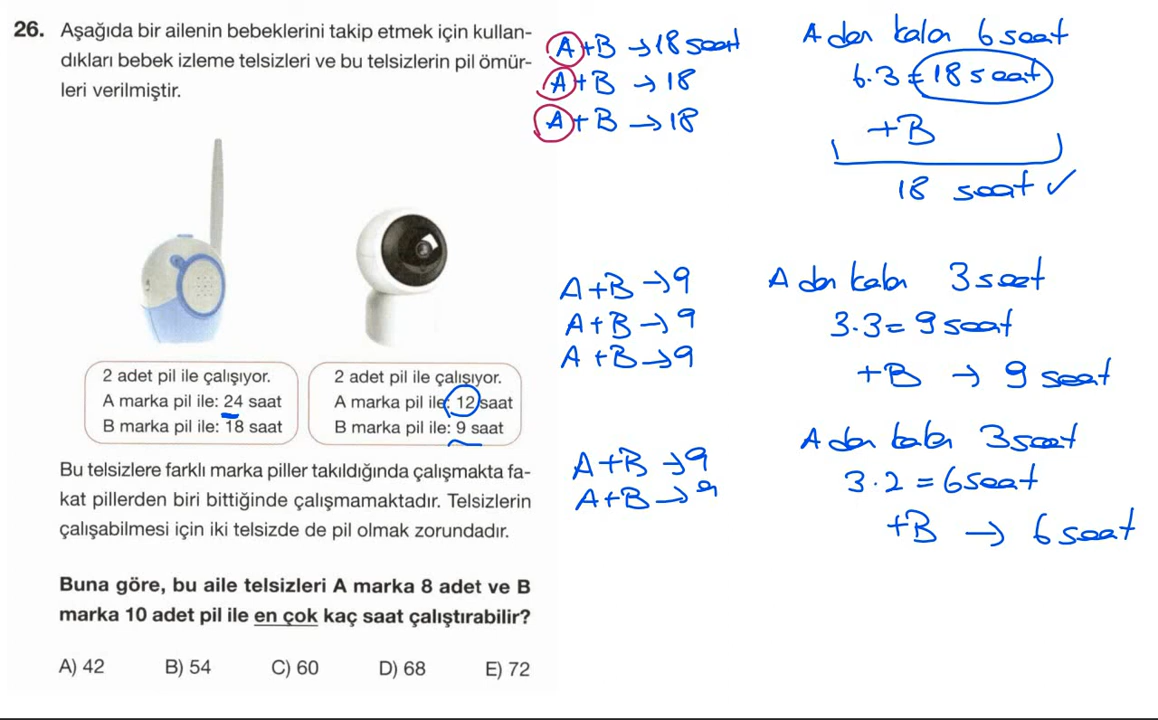 26. Aşağıda bir ailenin bebeklerini takip etmek için kullan-
dıkları bebek izleme telsizleri ve bu telsizlerin pil ömür-
leri verilmiştir.
2 adet pil ile çalışıyor.
A marka pil ile: 24 saat
B marka pil ile: 18 saat
2 adet pil ile çalışıyor.
A marka pil ile: 12 saat
B marka pil ile: 9 saat
Bu telsizlere farklı marka piller takıldığında çalışmakta fa-
kat pillerden biri bittiğinde çalışmamaktadır. Telsizlerin
çalışabilmesi için iki telsizde de pil olmak zorundadır.
Buna göre, bu aile telsizleri A marka 8 adet ve B
marka 10 adet pil ile en çok kaç saat çalıştırabilir?
A) 42 B) 54 C) 60 D) 68 E) 72
A+B → 18 saat
A+B → 18
A+B → 18
A dan kalan 6 saat
6.3 = 18 saat
+B
18 saat ✓
A+B → 9
A+B → 9
A+B → 9
A dan kalan 3 saat
3.3 = 9 saat
+B → 9 saat
A+B → 9
A+B → 9
A dan kalan 3 saat
3.2 = 6 saat
+B → 6 saat